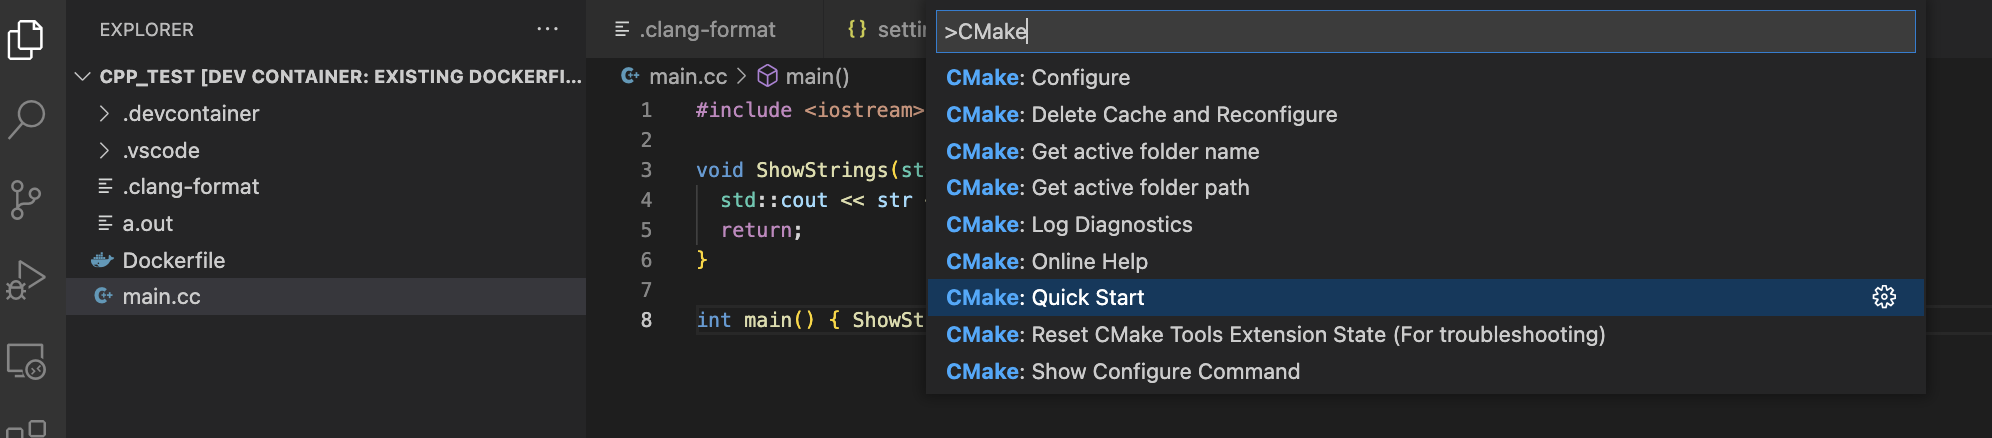 EXPLORER
CPP_TEST [DEV CONTAINER: EXISTING DOCKERFI...
.devcontainer
.vscode
.clang-format
a.out
Dockerfile
main.cc
.clang-format
{}
main.cc > main()
1 #include <iostream>
2
3 void ShowStrings(st
4 std::cout << str
5 return;
6 }
7
8 int main() { ShowSt
>CMake
CMake: Configure
CMake: Delete Cache and Reconfigure
CMake: Get active folder name
CMake: Get active folder path
CMake: Log Diagnostics
CMake: Online Help
CMake: Quick Start
CMake: Reset CMake Tools Extension State (For troubleshooting)
CMake: Show Configure Command